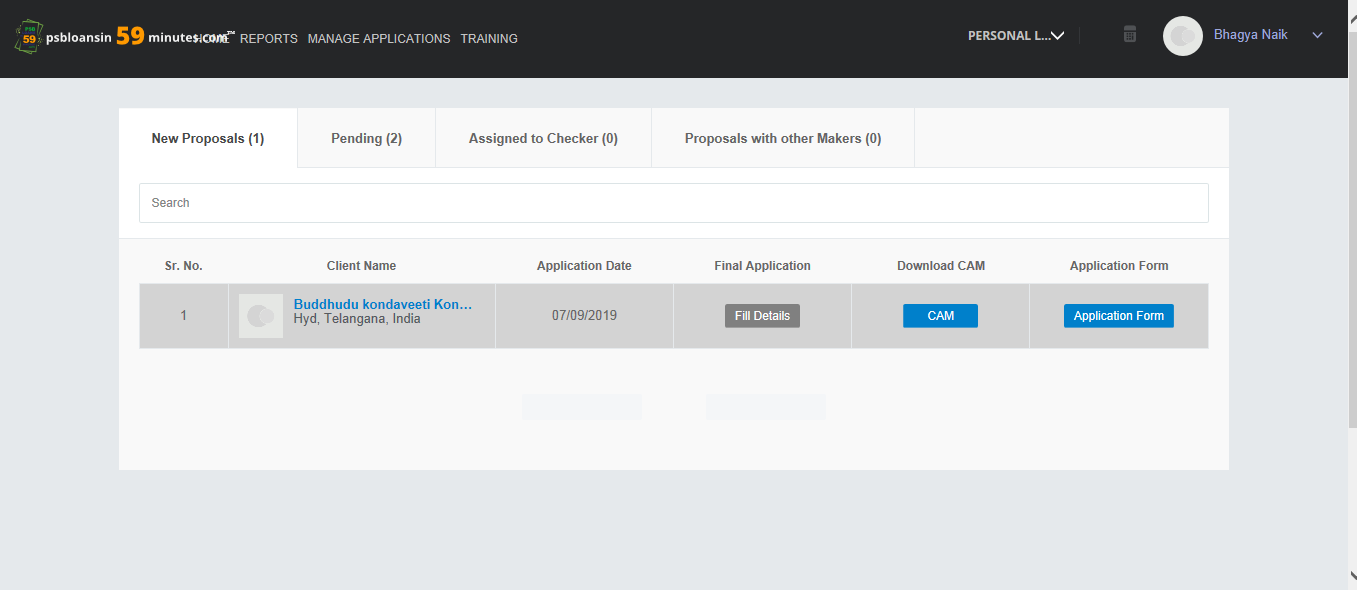 PSB
59
psbloansin 59 minutes.com™
HOME REPORTS MANAGE APPLICATIONS TRAINING
PERSONAL L...
Bhagya Naik
New Proposals (1)
Pending (2)
Assigned to Checker (0)
Proposals with other Makers (0)
Search
Sr. No.
Client Name
Application Date
Final Application
Download CAM
Application Form
1
Buddhudu kondaveeti Kon...
Hyd, Telangana, India
07/09/2019
Fill Details
CAM
Application Form